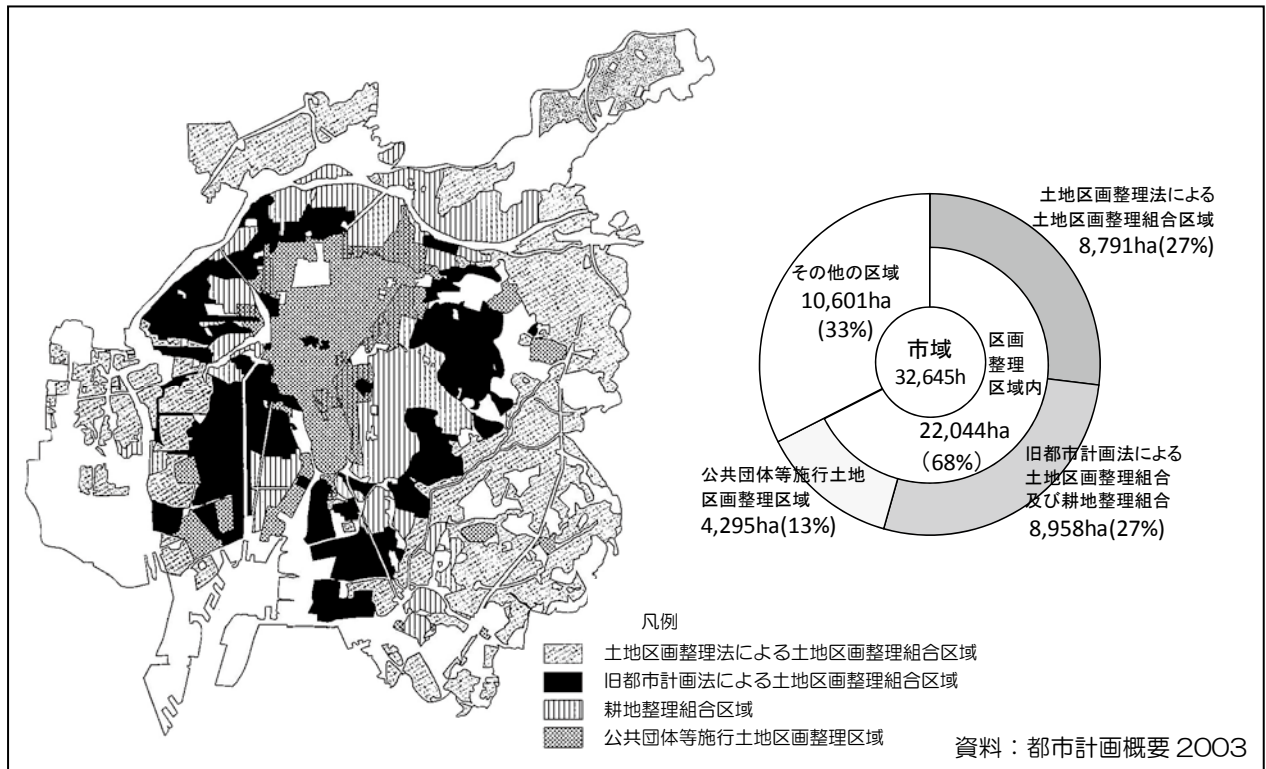 土地区画整理法による
土地区画整理組合区域
8,791ha(27%)
その他の区域
10,601ha
(33%)
市域
32,645h
区画
整理
区域内
22,044ha
(68%)
公共団体等施行土地
区画整理区域
4,295ha(13%)
旧都市計画法による
土地区画整理組合
及び耕地整理組合
8,958ha(27%)
凡例
土地区画整理法による土地区画整理組合区域
旧都市計画法による土地区画整理組合区域
耕地整理組合区域
公共団体等施行土地区画整理区域
資料：都市計画概要 2003